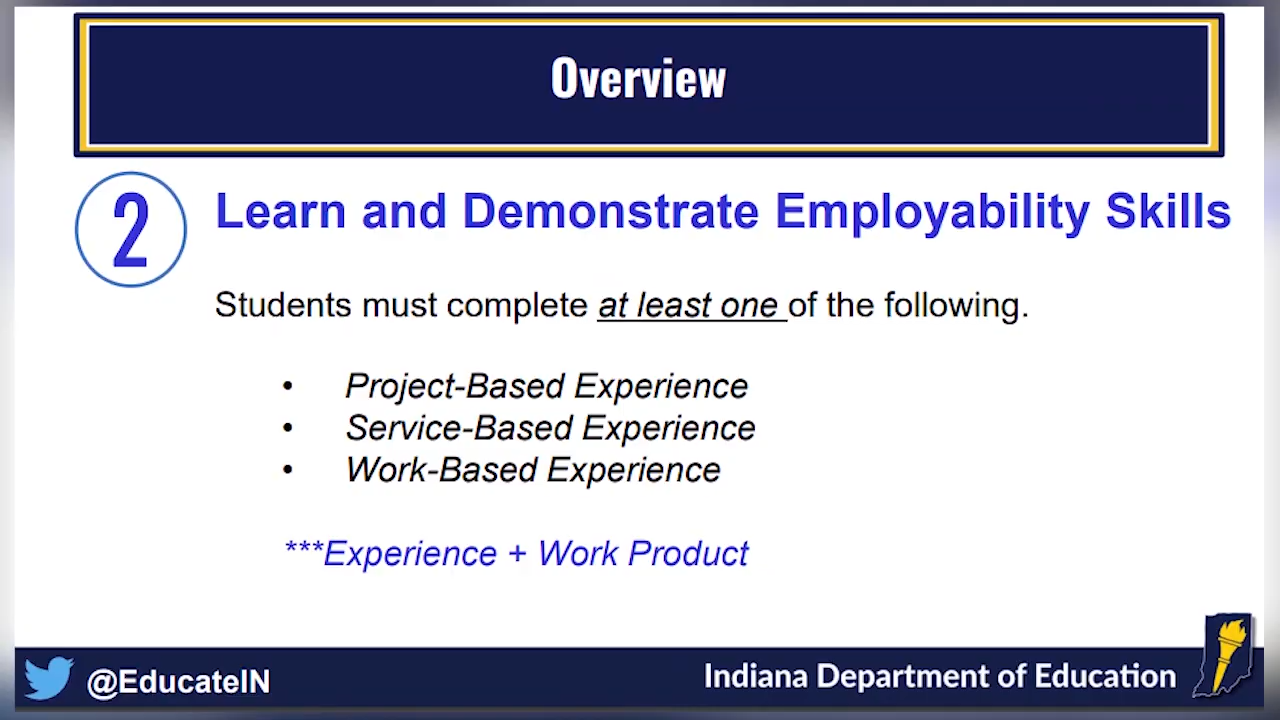 Overview
2
Learn and Demonstrate Employability Skills
Students must complete at least one of the following.
• Project-Based Experience
• Service-Based Experience
• Work-Based Experience
***Experience + Work Product
@EducateIN
Indiana Department of Education